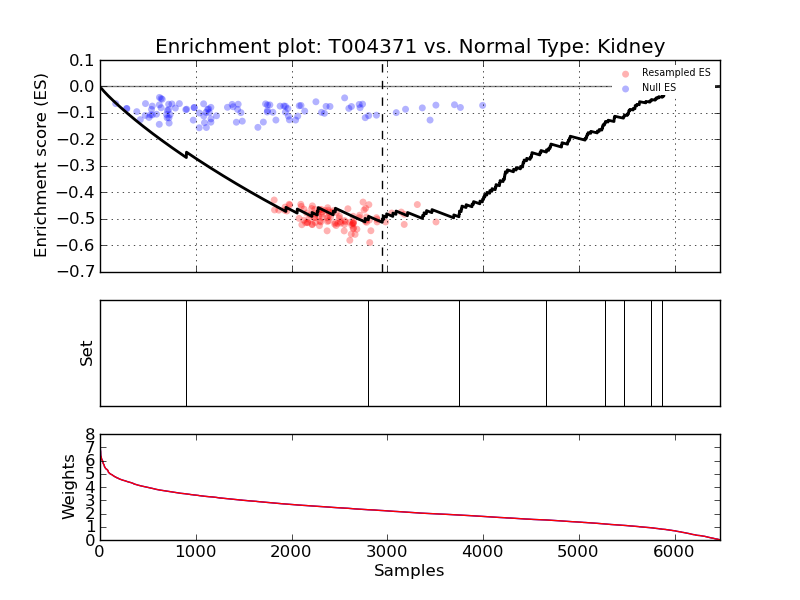 Enrichment plot: T004371 vs. Normal Type: Kidney
Enrichment score (ES)
0.1
0.0
−0.1
−0.2
−0.3
−0.4
−0.5
−0.6
−0.7
Resampled ES
Null ES
Set
Weights
8
7
6
5
4
3
2
1
0
0 1000 2000 3000 4000 5000 6000
Samples